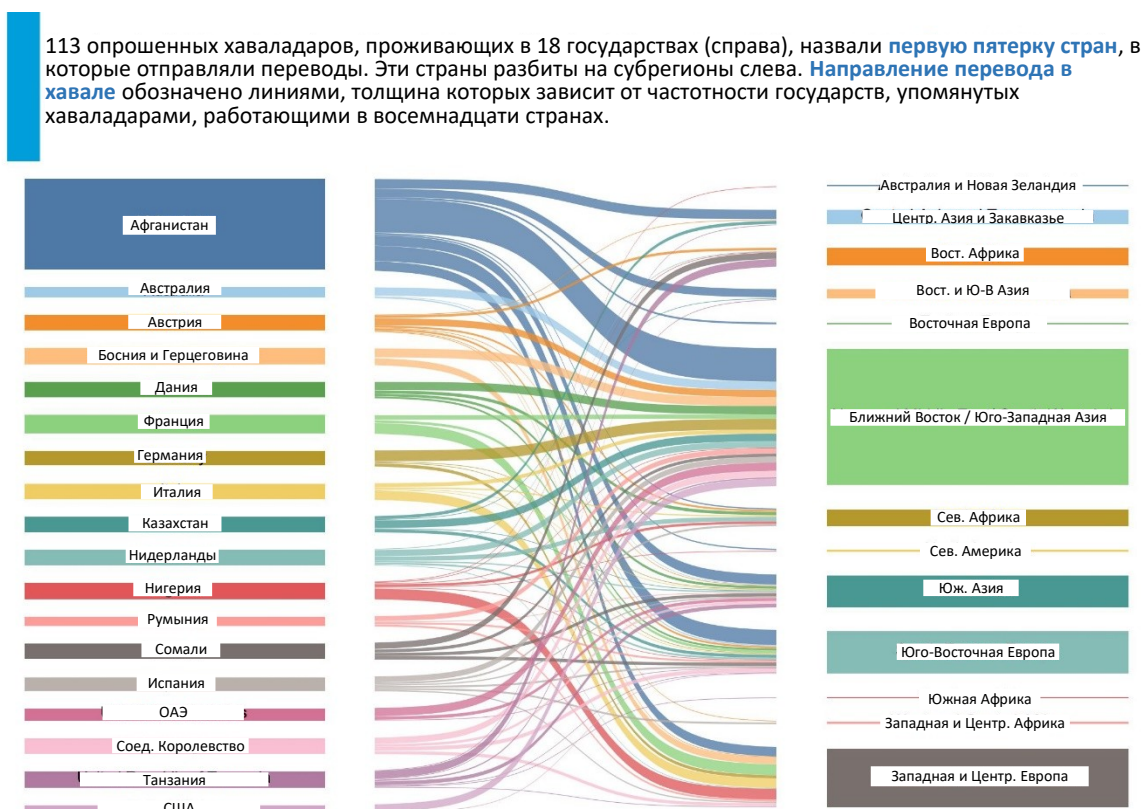 113 опрошенных хаваладаров, проживающих в 18 государствах (справа), назвали первую пятерку стран, в
которые отправляли переводы. Эти страны разбиты на субрегионы слева. Направление перевода в
хавале обозначено линиями, толщина которых зависит от частотности государств, упомянутых
хаваладарами, работающими в восемнадцати странах.
Афганистан
Австралия
Австрия
Босния и Герцеговина
Дания
Франция
Германия
Италия
Казахстан
Нидерланды
Нигерия
Румыния
Сомали
Испания
ОАЭ
Соед. Королевство
Танзания
США
Австралия и Новая Зеландия
Центр. Азия и Закавказье
Вост. Африка
Вост. и Ю-В Азия
Восточная Европа
Ближний Восток / Юго-Западная Азия
Сев. Африка
Сев. Америка
Юж. Азия
Юго-Восточная Европа
Южная Африка
Западная и Центр. Африка
Западная и Центр. Европа